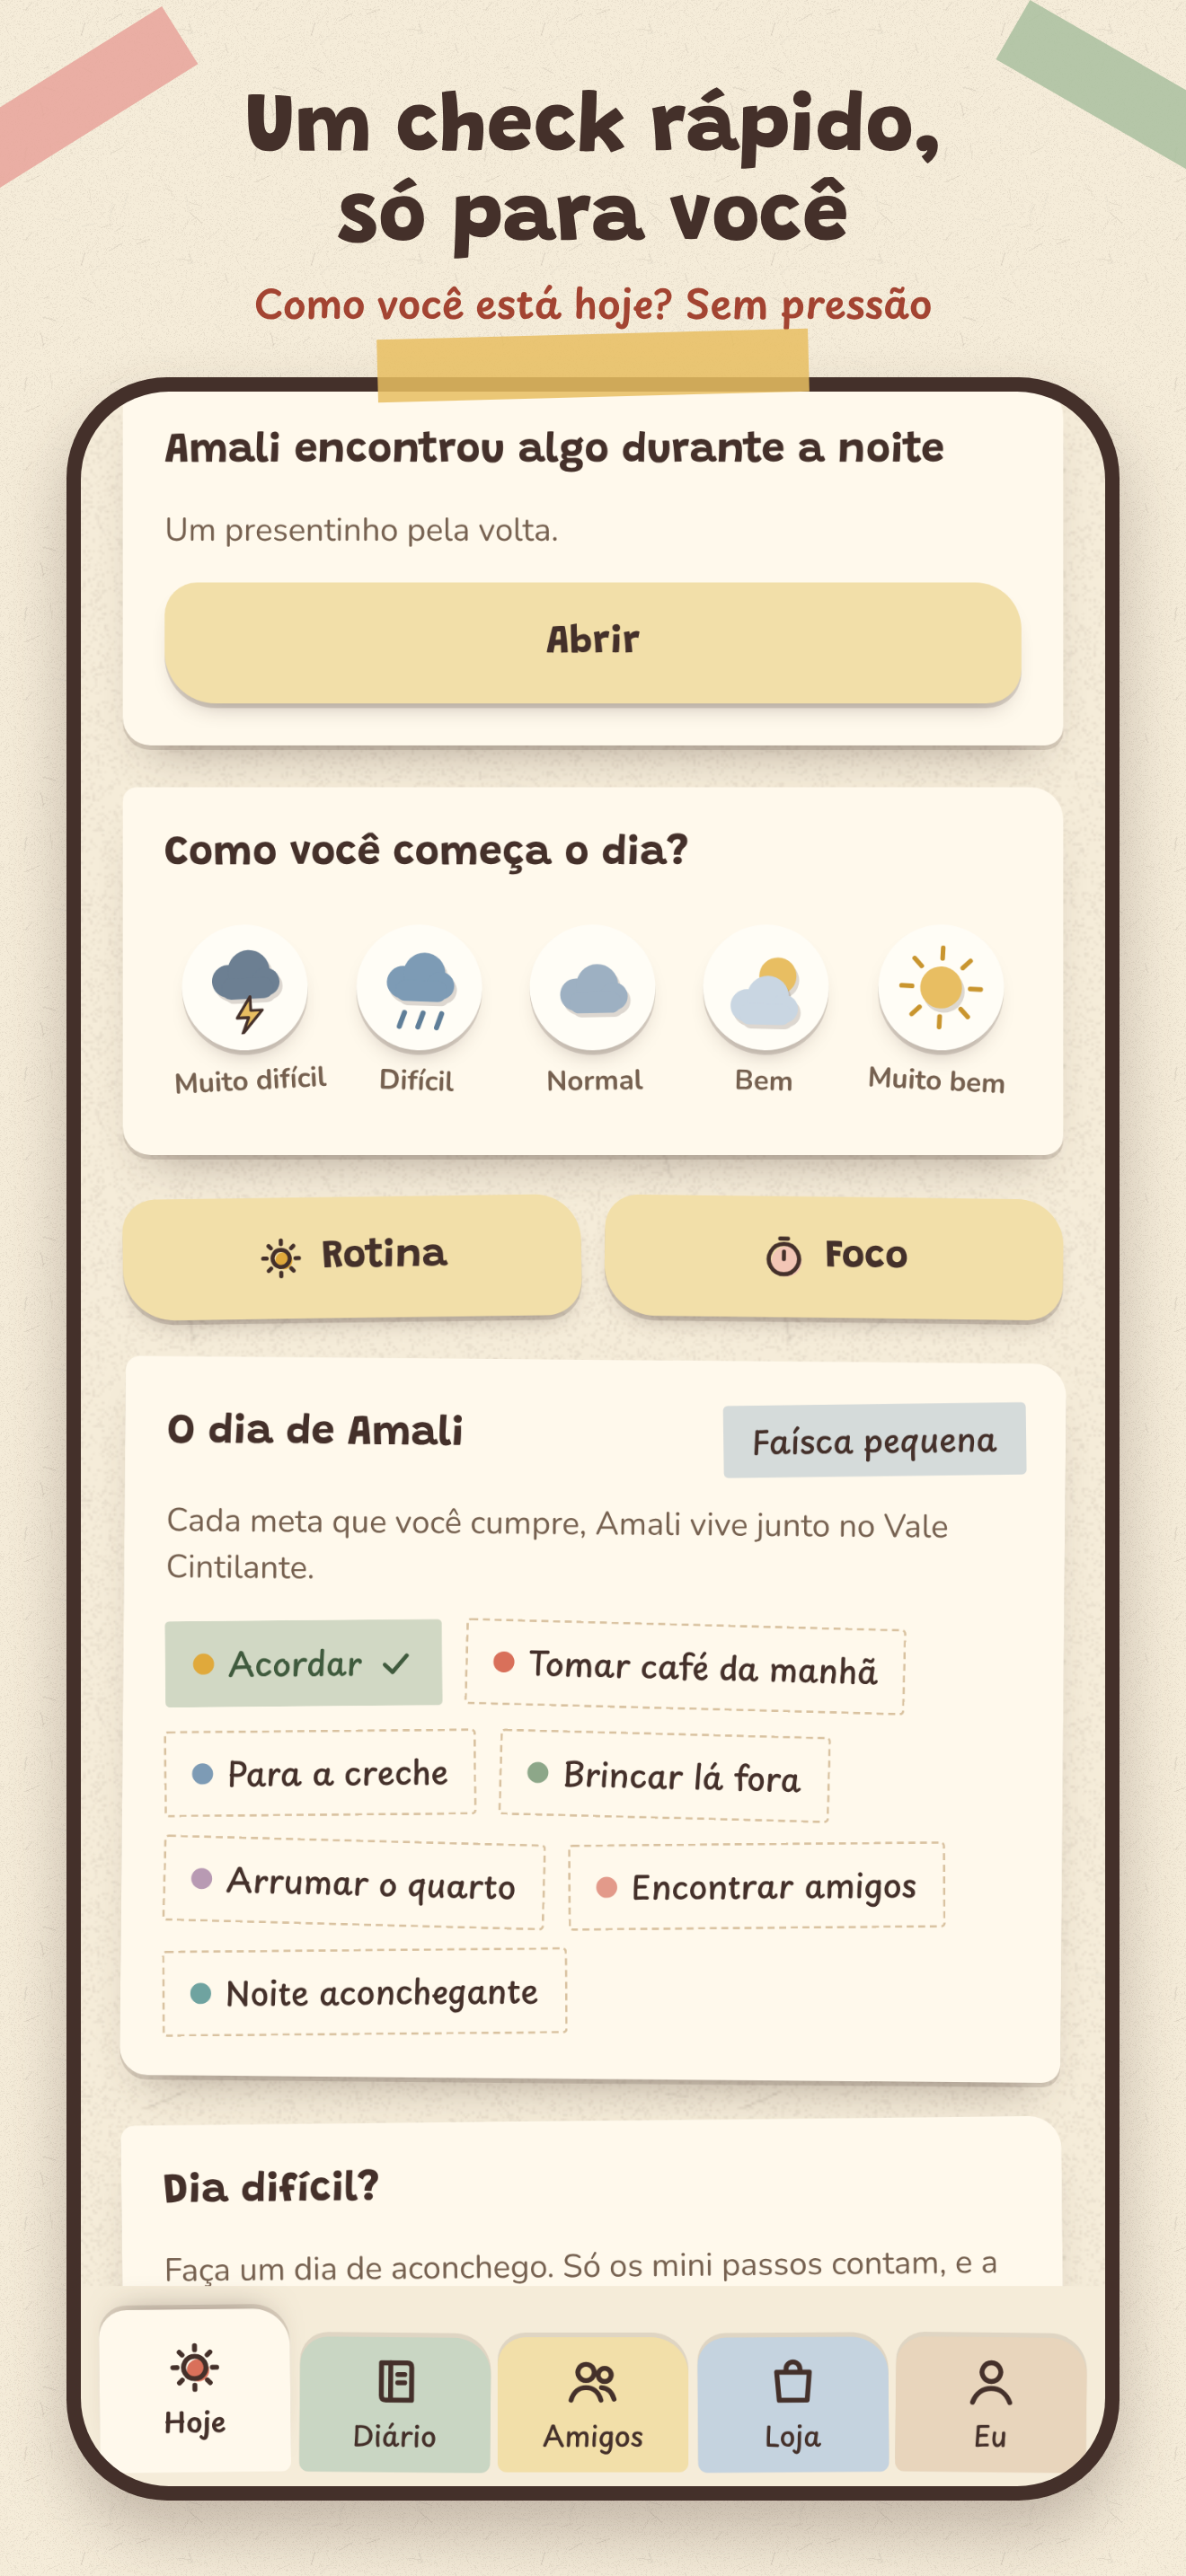 Um check rápido,
só para você
Como você está hoje? Sem pressão
Amali encontrou algo durante a noite
Um presentinho pela volta.
Abrir
Como você começa o dia?
Muito difícil
Difícil
Normal
Bem
Muito bem
Rotina
Foco
O dia de Amali
Faísca pequena
Cada meta que você cumpre, Amali vive junto no Vale
Cintilante.
Acordar
Tomar café da manhã
Para a creche
Brincar lá fora
Arrumar o quarto
Encontrar amigos
Noite aconchegante
Dia difícil?
Faça um dia de aconchego. Só os mini passos contam, e a
Hoje
Diário
Amigos
Loja
Eu